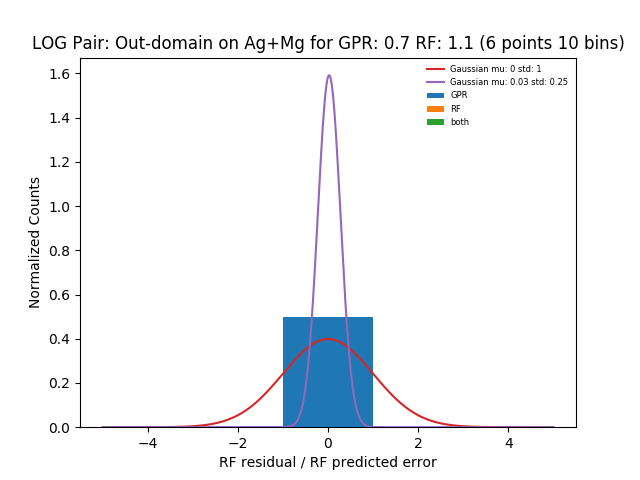 LOG Pair: Out-domain on Ag+Mg for GPR: 0.7 RF: 1.1 (6 points 10 bins)
Gaussian mu: 0 std: 1
Gaussian mu: 0.03 std: 0.25
GPR
RF
both
Normalized Counts
1.6
1.4
1.2
1.0
0.8
0.6
0.4
0.2
0.0
−4 −2 0 2 4
RF residual / RF predicted error